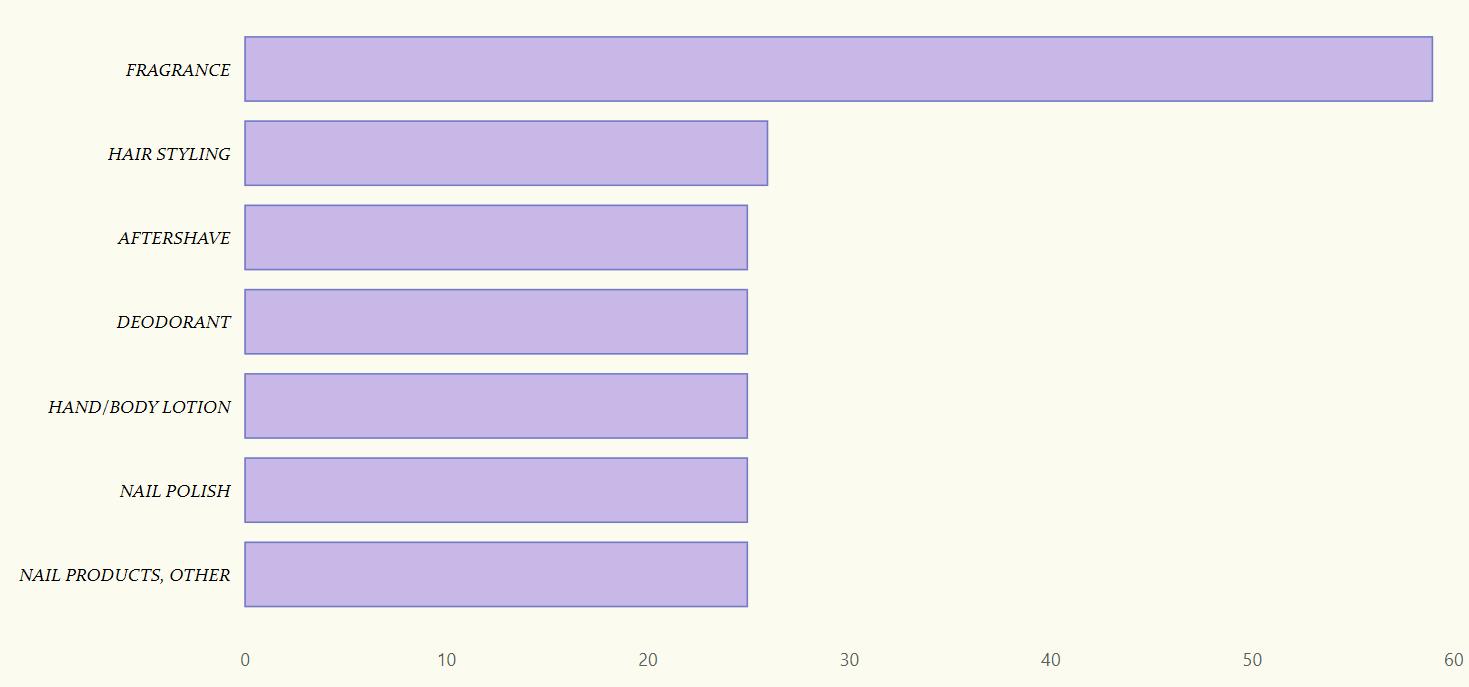 FRAGRANCE
HAIR STYLING
AFTERSHAVE
DEODORANT
HAND/BODY LOTION
NAIL POLISH
NAIL PRODUCTS, OTHER
0 10 20 30 40 50 60